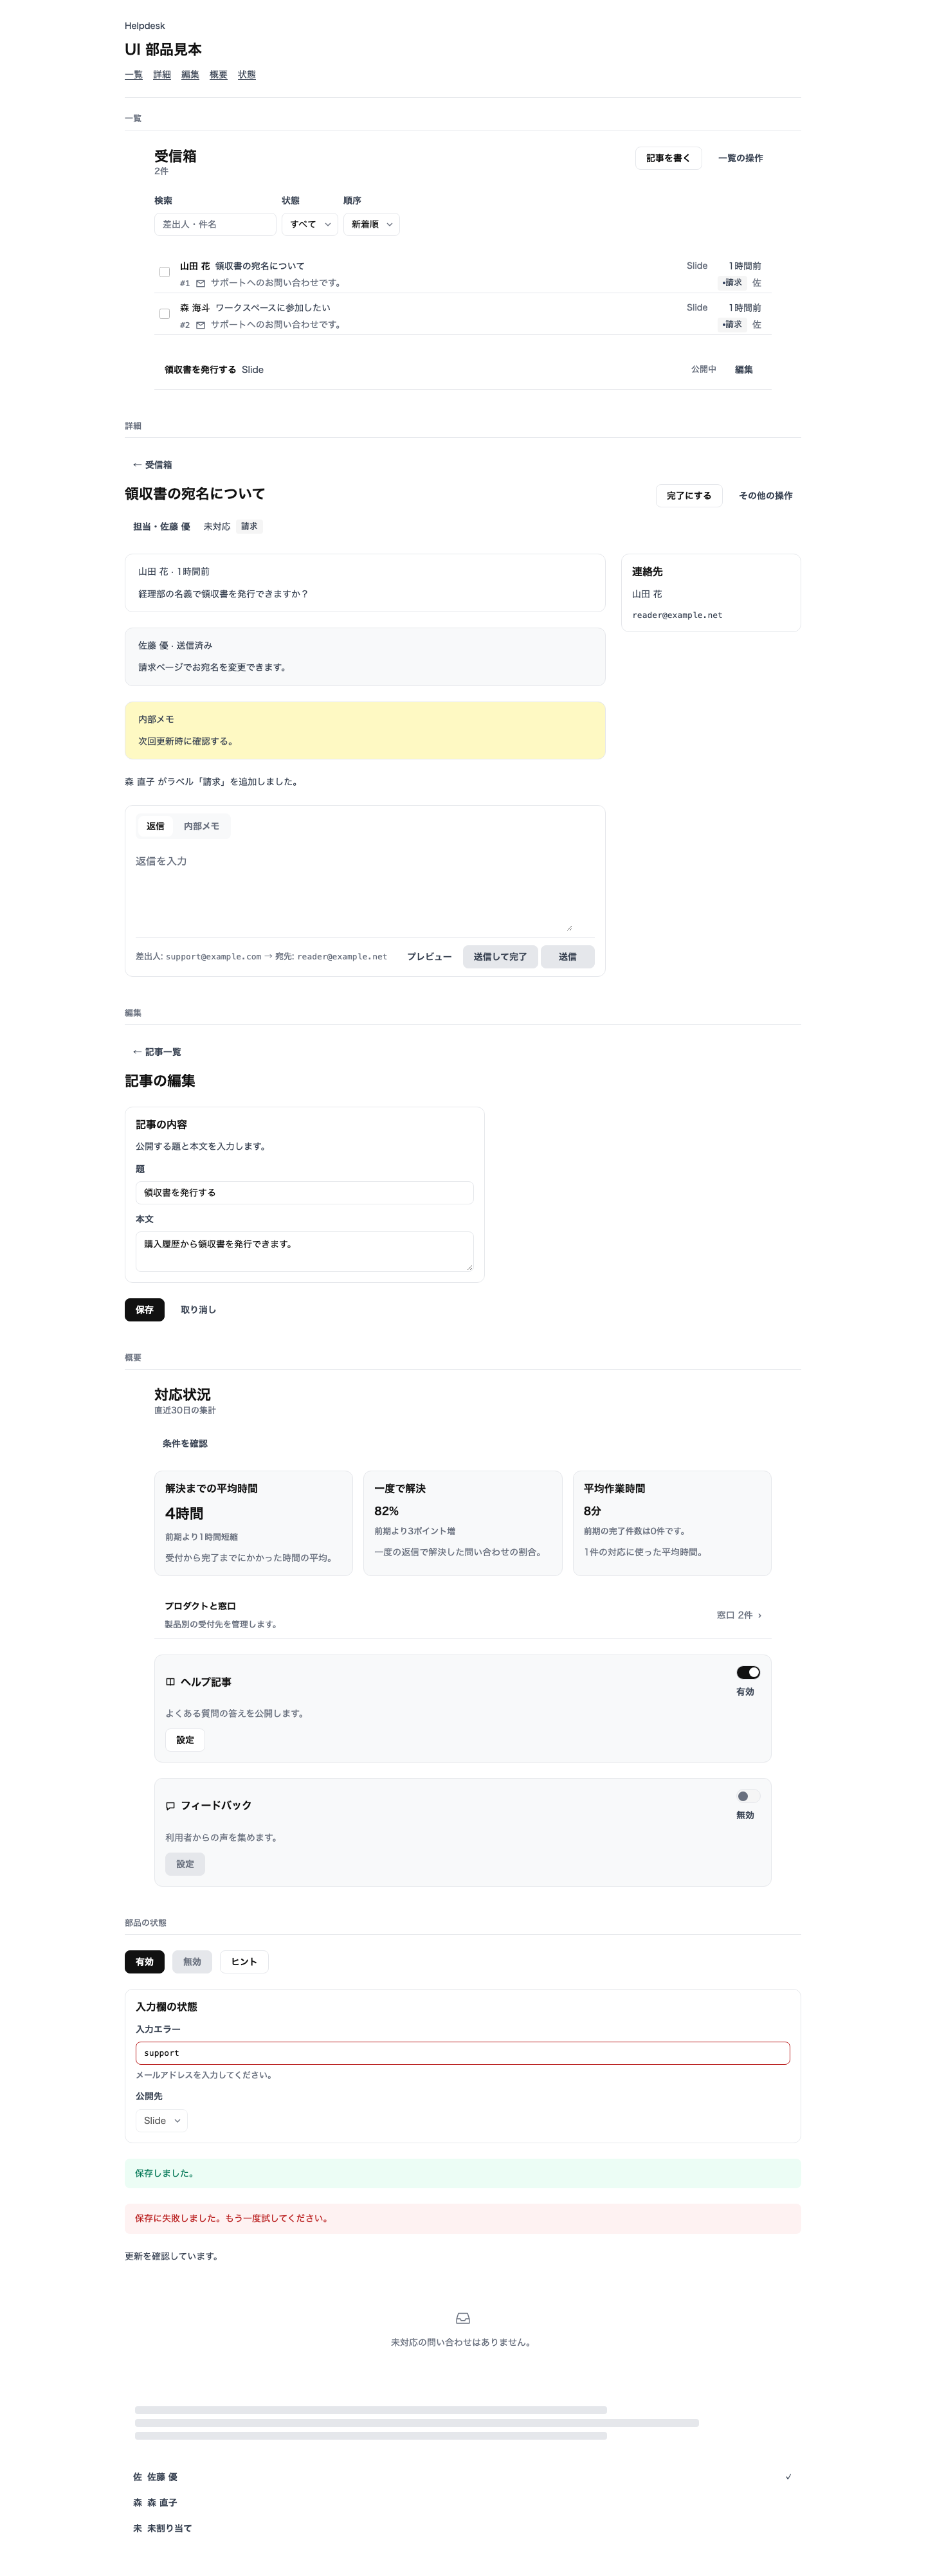 Helpdesk
UI 部品見本
一覧 詳細 編集 概要 状態
一覧
受信箱
2件
記事を書く 一覧の操作
検索 状態 順序
差出人・件名 すべて 新着順
山田 花 領収書の宛名について Slide 1時間前
#1 サポートへのお問い合わせです。 •請求 佐
森 海斗 ワークスペースに参加したい Slide 1時間前
#2 サポートへのお問い合わせです。 •請求 佐
領収書を発行する Slide 公開中 編集
詳細
← 受信箱
領収書の宛名について 完了にする その他の操作
担当・佐藤 優 未対応 請求
山田 花 · 1時間前
経理部の名義で領収書を発行できますか？
連絡先
山田 花
reader@example.net
佐藤 優 · 送信済み
請求ページでお宛名を変更できます。
内部メモ
次回更新時に確認する。
森 直子 がラベル「請求」を追加しました。
返信 内部メモ
返信を入力
差出人: support@example.com → 宛先: reader@example.net プレビュー 送信して完了 送信
編集
← 記事一覧
記事の編集
記事の内容
公開する題と本文を入力します。
題
領収書を発行する
本文
購入履歴から領収書を発行できます。
保存 取り消し
概要
対応状況
直近30日の集計
条件を確認
解決までの平均時間
4時間
前期より1時間短縮
受付から完了までにかかった時間の平均。
一度で解決
82%
前期より3ポイント増
一度の返信で解決した問い合わせの割合。
平均作業時間
8分
前期の完了件数は0件です。
1件の対応に使った平均時間。
プロダクトと窓口
製品別の受付先を管理します。
窓口 2件 ›
ヘルプ記事
有効
よくある質問の答えを公開します。
設定
フィードバック
無効
利用者からの声を集めます。
設定
部品の状態
有効 無効 ヒント
入力欄の状態
入力エラー
support
メールアドレスを入力してください。
公開先
Slide
保存しました。
保存に失敗しました。もう一度試してください。
更新を確認しています。
未対応の問い合わせはありません。
佐 佐藤 優 ✓
森 森 直子
未 未割り当て